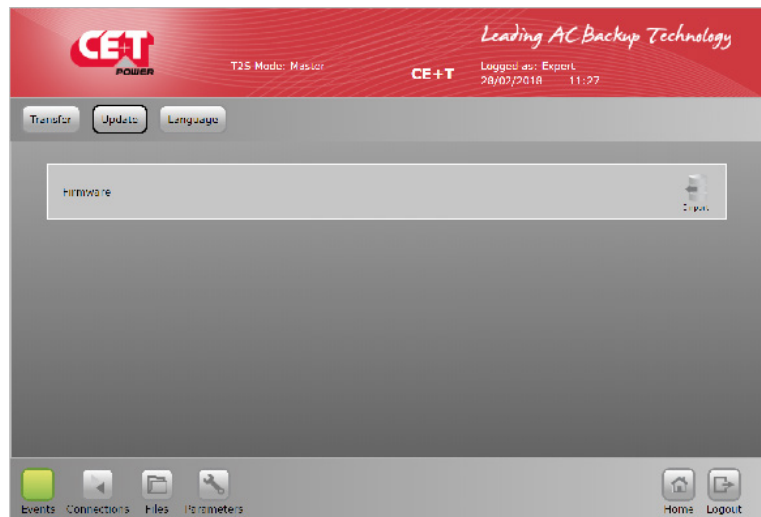 CE+T
POWER
T2S Mode: Master
CE+T
Leading AC Backup Technology
Logged as: Expert
28/02/2018 11:27
Transfer
Update
Language
Firmware
Import
Events
Connections
Files
Parameters
Home
Logout